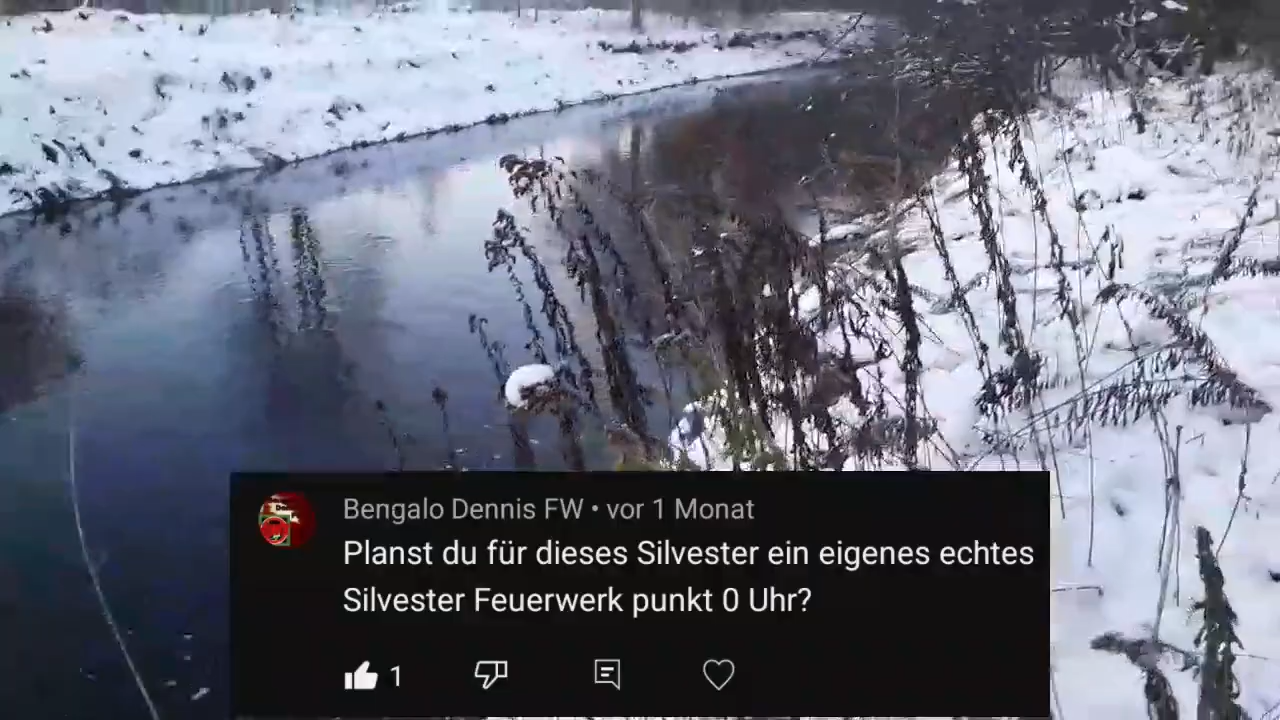 Bengalo Dennis FW • vor 1 Monat
Planst du für dieses Silvester ein eigenes echtes
Silvester Feuerwerk punkt 0 Uhr?
1